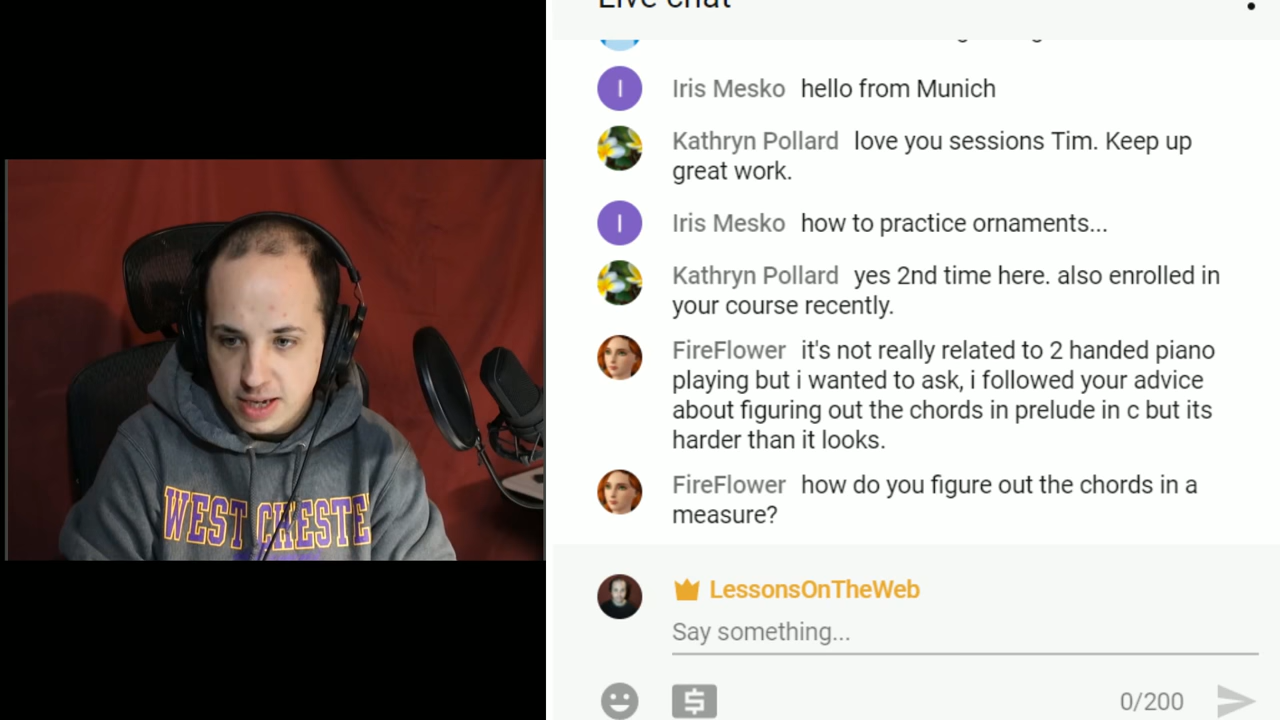 Live chat
I
Iris Mesko hello from Munich
Kathryn Pollard love you sessions Tim. Keep up
great work.
I
Iris Mesko how to practice ornaments...
Kathryn Pollard yes 2nd time here. also enrolled in
your course recently.
FireFlower it's not really related to 2 handed piano
playing but i wanted to ask, i followed your advice
about figuring out the chords in prelude in c but its
harder than it looks.
FireFlower how do you figure out the chords in a
measure?
WEST CHESTE
LessonsOnTheWeb
Say something...
$
0/200